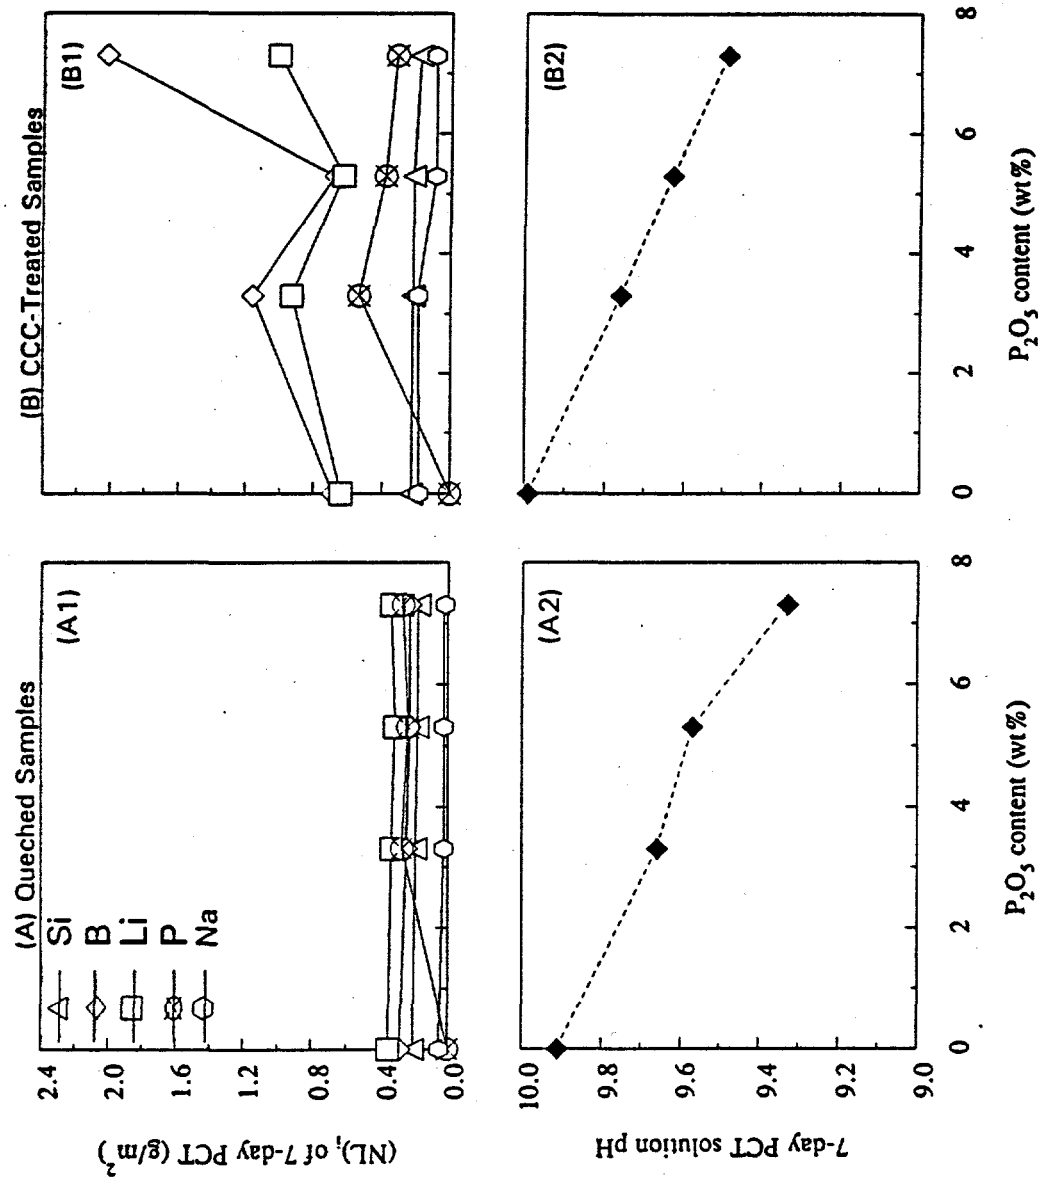 (A) Queched Samples
(A1)
Si
B
Li
P
Na
2.4
2.0
1.6
1.2
0.8
0.4
0.0
(NL)i of 7-day PCT (g/m2)
(B) CCC-Treated Samples
(B1)
(A2)
10.0
9.8
9.6
9.4
9.2
9.0
7-day PCT solution pH
0
2
4
6
8
P2O5 content (wt%)
(B2)
0
2
4
6
8
P2O5 content (wt%)